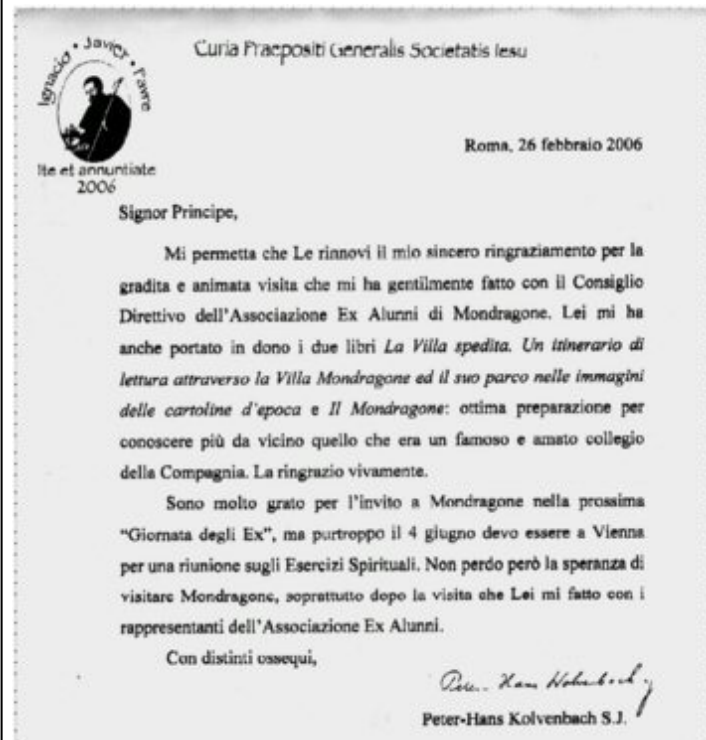 Ignacio • Javier • Favre
Curia Praepositi Generalis Societatis Iesu
Ite et annuntiate
2006
Roma, 26 febbraio 2006
Signor Principe,
Mi permetta che Le rinnovi il mio sincero ringraziamento per la
gradita e animata visita che mi ha gentilmente fatto con il Consiglio
Direttivo dell'Associazione Ex Alunni di Mondragone. Lei mi ha
anche portato in dono i due libri La Villa spedita. Un itinerario di
lettura attraverso la Villa Mondragone ed il suo parco nelle immagini
delle cartoline d'epoca e Il Mondragone: ottima preparazione per
conoscere più da vicino quello che era un famoso e amato collegio
della Compagnia. La ringrazio vivamente.
Sono molto grato per l'invito a Mondragone nella prossima
"Giornata degli Ex", ma purtroppo il 4 giugno devo essere a Vienna
per una riunione sugli Esercizi Spirituali. Non perdo però la speranza di
visitare Mondragone, soprattutto dopo la visita che Lei mi fatto con i
rappresentanti dell'Associazione Ex Alunni.
Con distinti ossequi,
Peter-Hans Kolvenbach S.J.